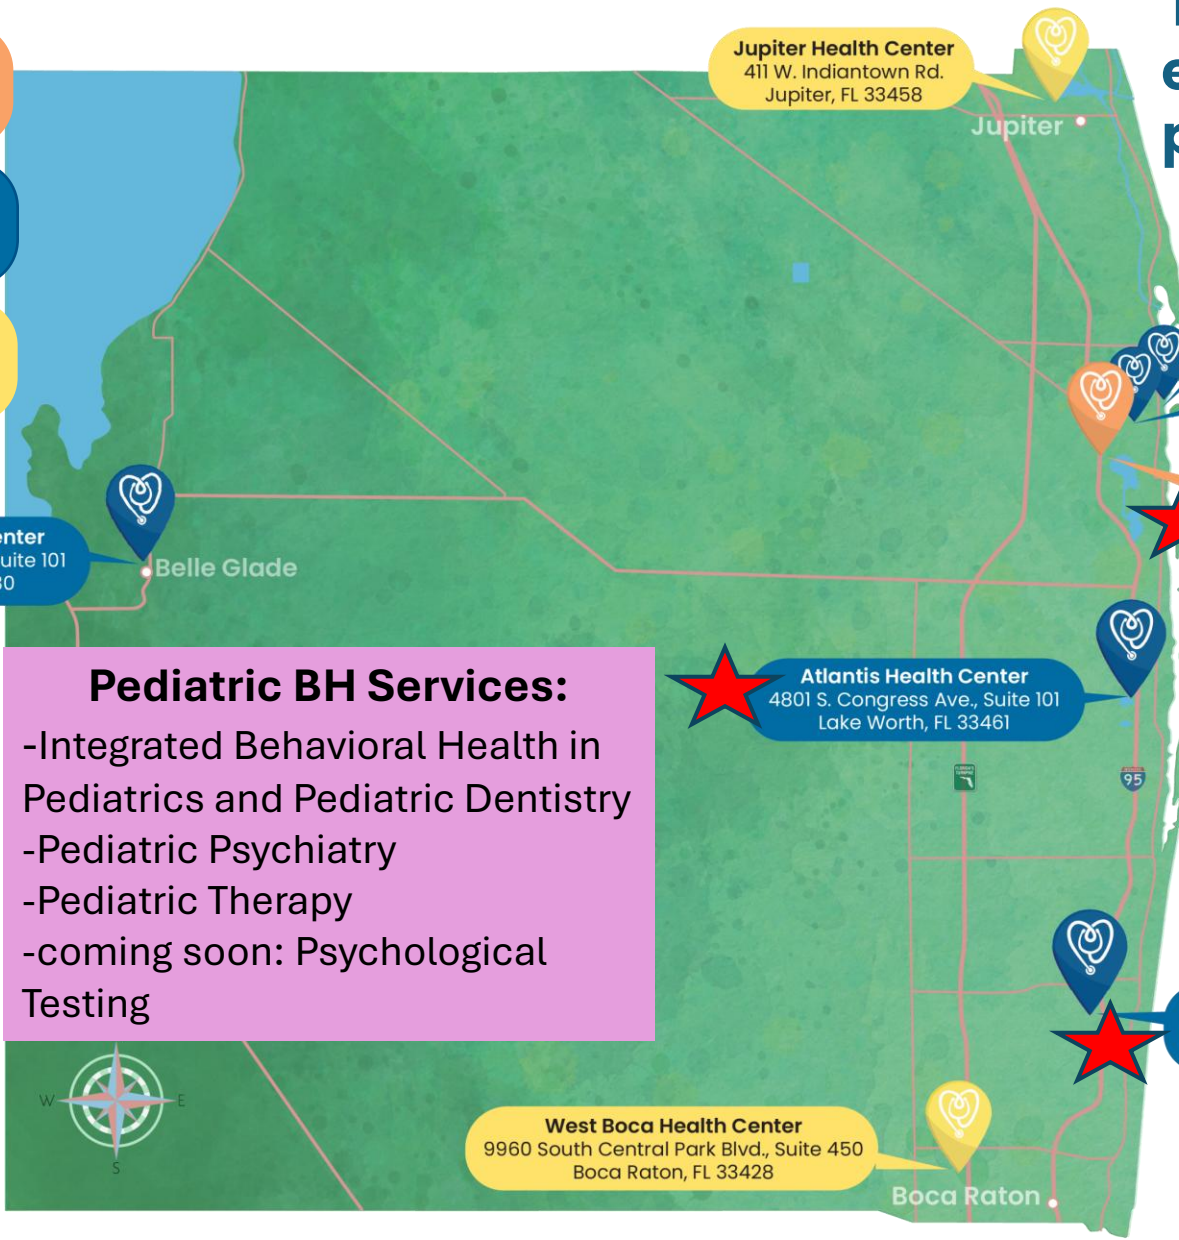 Jupiter Health Center
411 W. Indiantown Rd.
Jupiter, FL 33458
Jupiter
uite 101
Belle Glade
Pediatric BH Services:
-Integrated Behavioral Health in
Pediatrics and Pediatric Dentistry
-Pediatric Psychiatry
-Pediatric Therapy
-coming soon: Psychological
Testing
Atlantis Health Center
4801 S. Congress Ave., Suite 101
Lake Worth, FL 33461
95
W
E
S
West Boca Health Center
9960 South Central Park Blvd., Suite 450
Boca Raton, FL 33428
Boca Raton